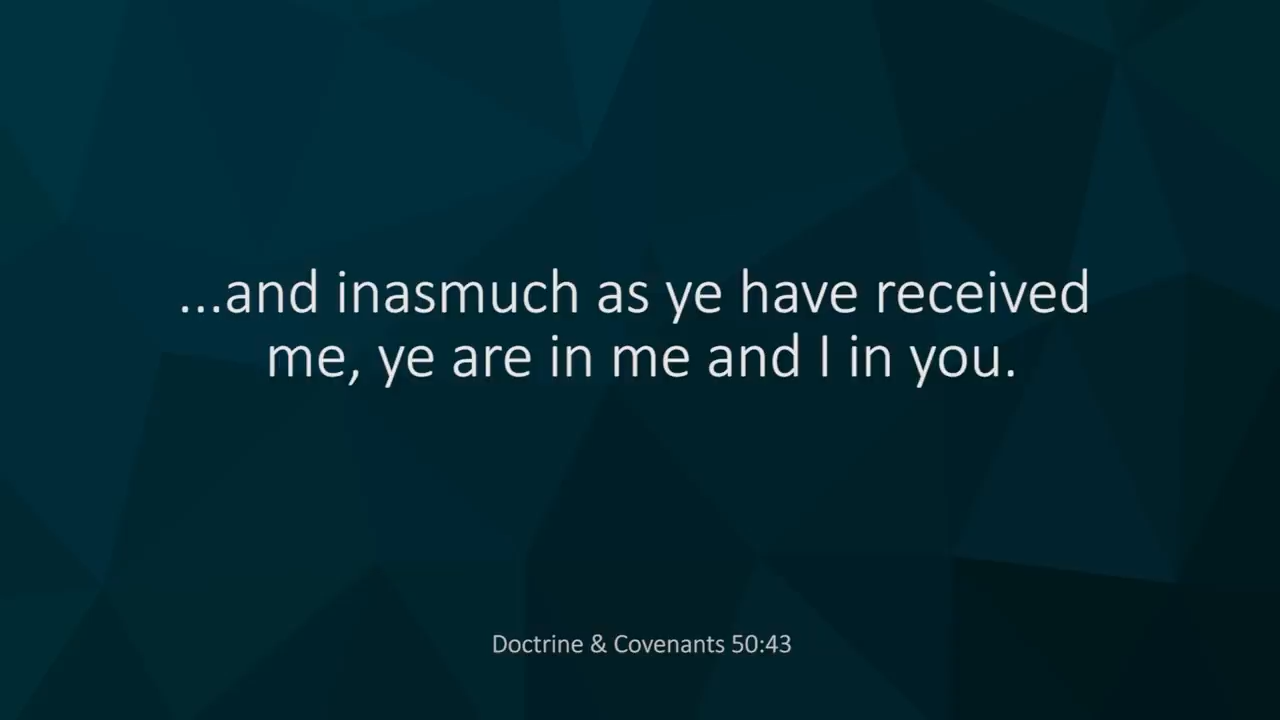 ...and inasmuch as ye have received
me, ye are in me and I in you.
Doctrine & Covenants 50:43